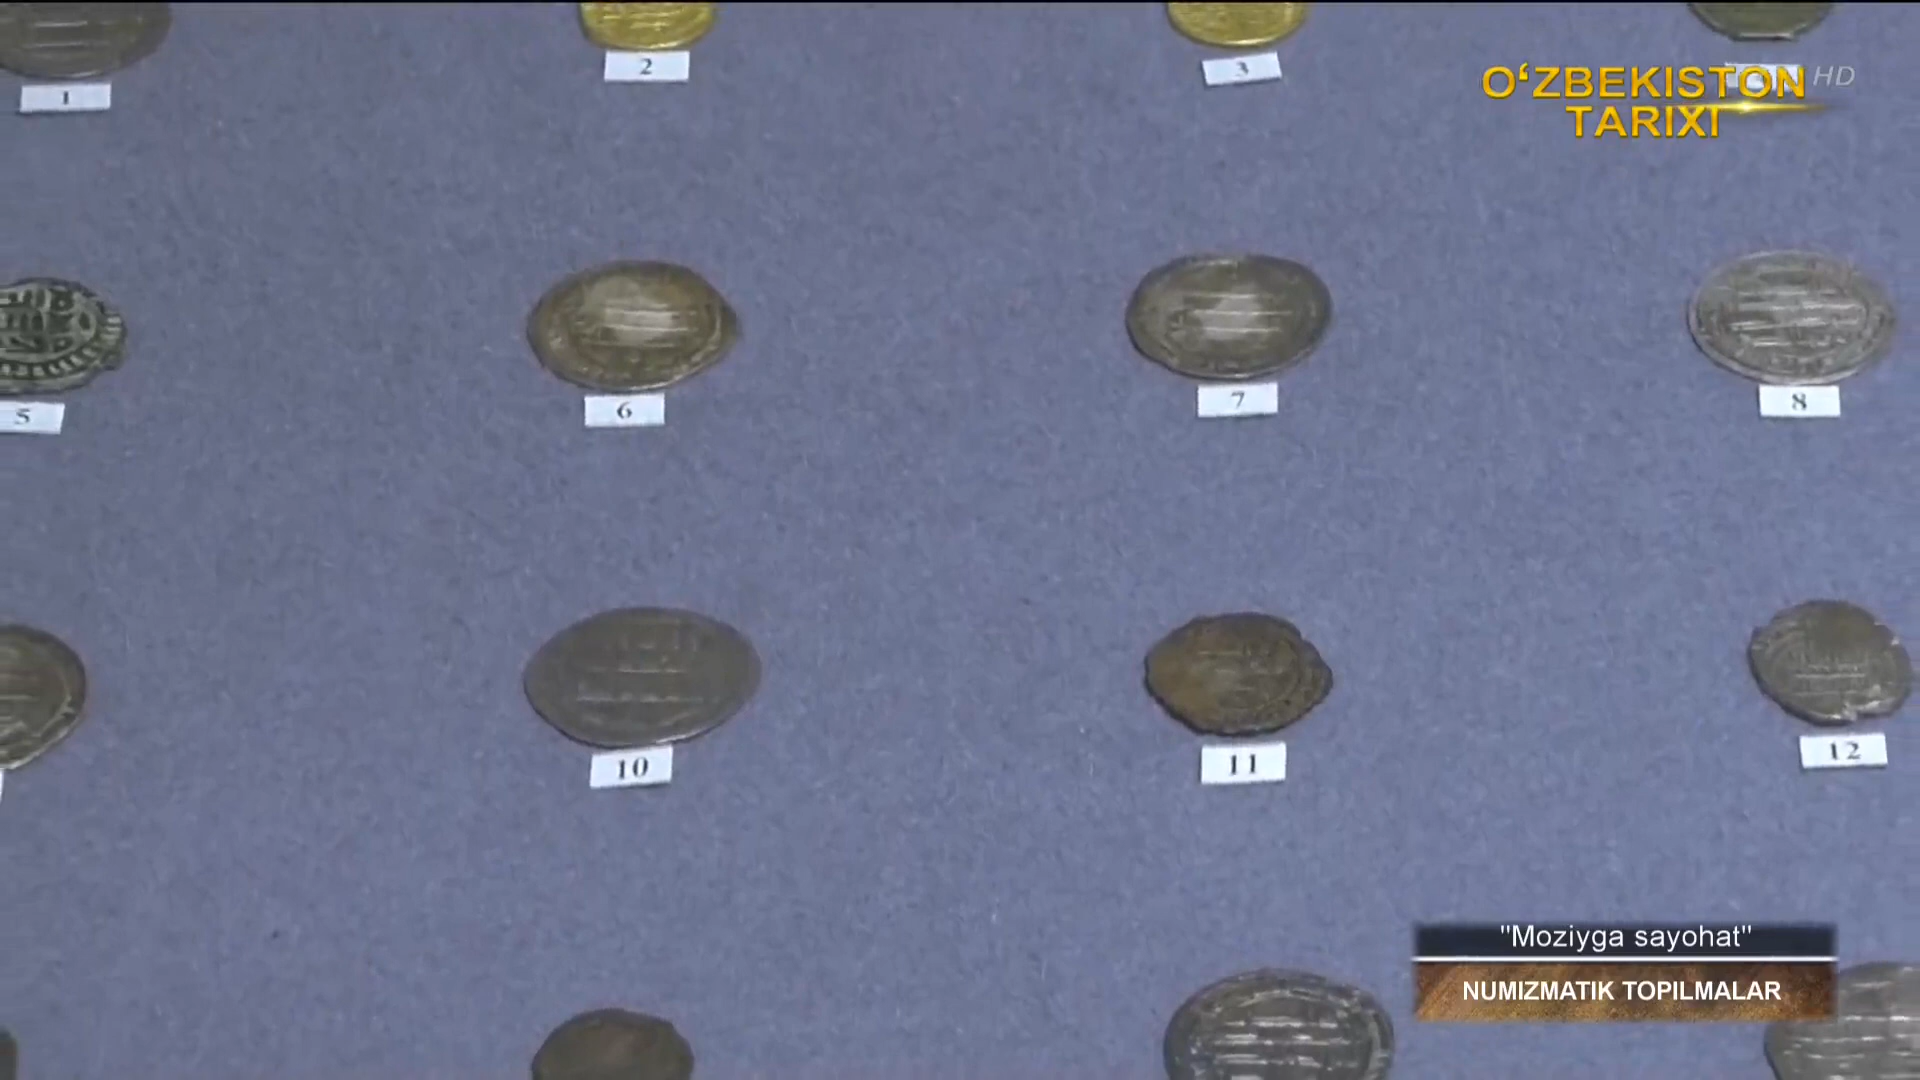 1
2
3
O‘ZBEKISTON
HD
TARIXI
5
6
7
8
10
11
12
"Moziyga sayohat"
NUMIZMATIK TOPILMALAR